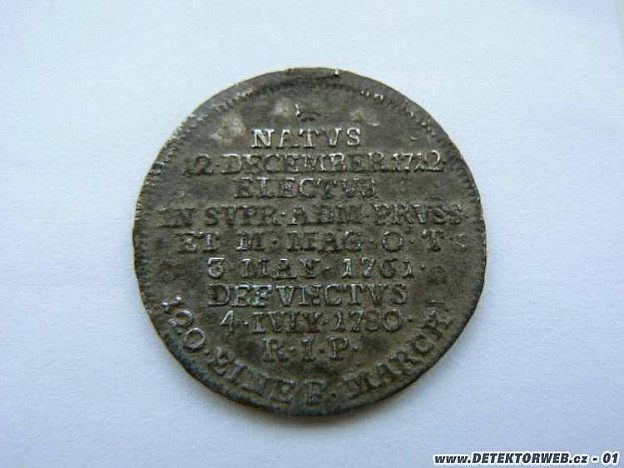 NATVS
12·DECEMBER·1712
ELECTVS
IN SVPR·ADM·PRVSS
ET M·MAG·O·T·
3·MAY·1761·
DEFVNCTVS
4·IVLY·1780·
R·I·P·
120·EINE F·MARCH
www.DETEKTORWEB.cz - 01